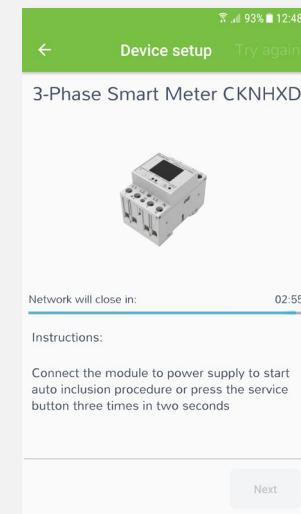 93% 12:48
Device setup Try again
3-Phase Smart Meter CKNHXD
Network will close in: 02:55
Instructions:
Connect the module to power supply to start
auto inclusion procedure or press the service
button three times in two seconds
Next